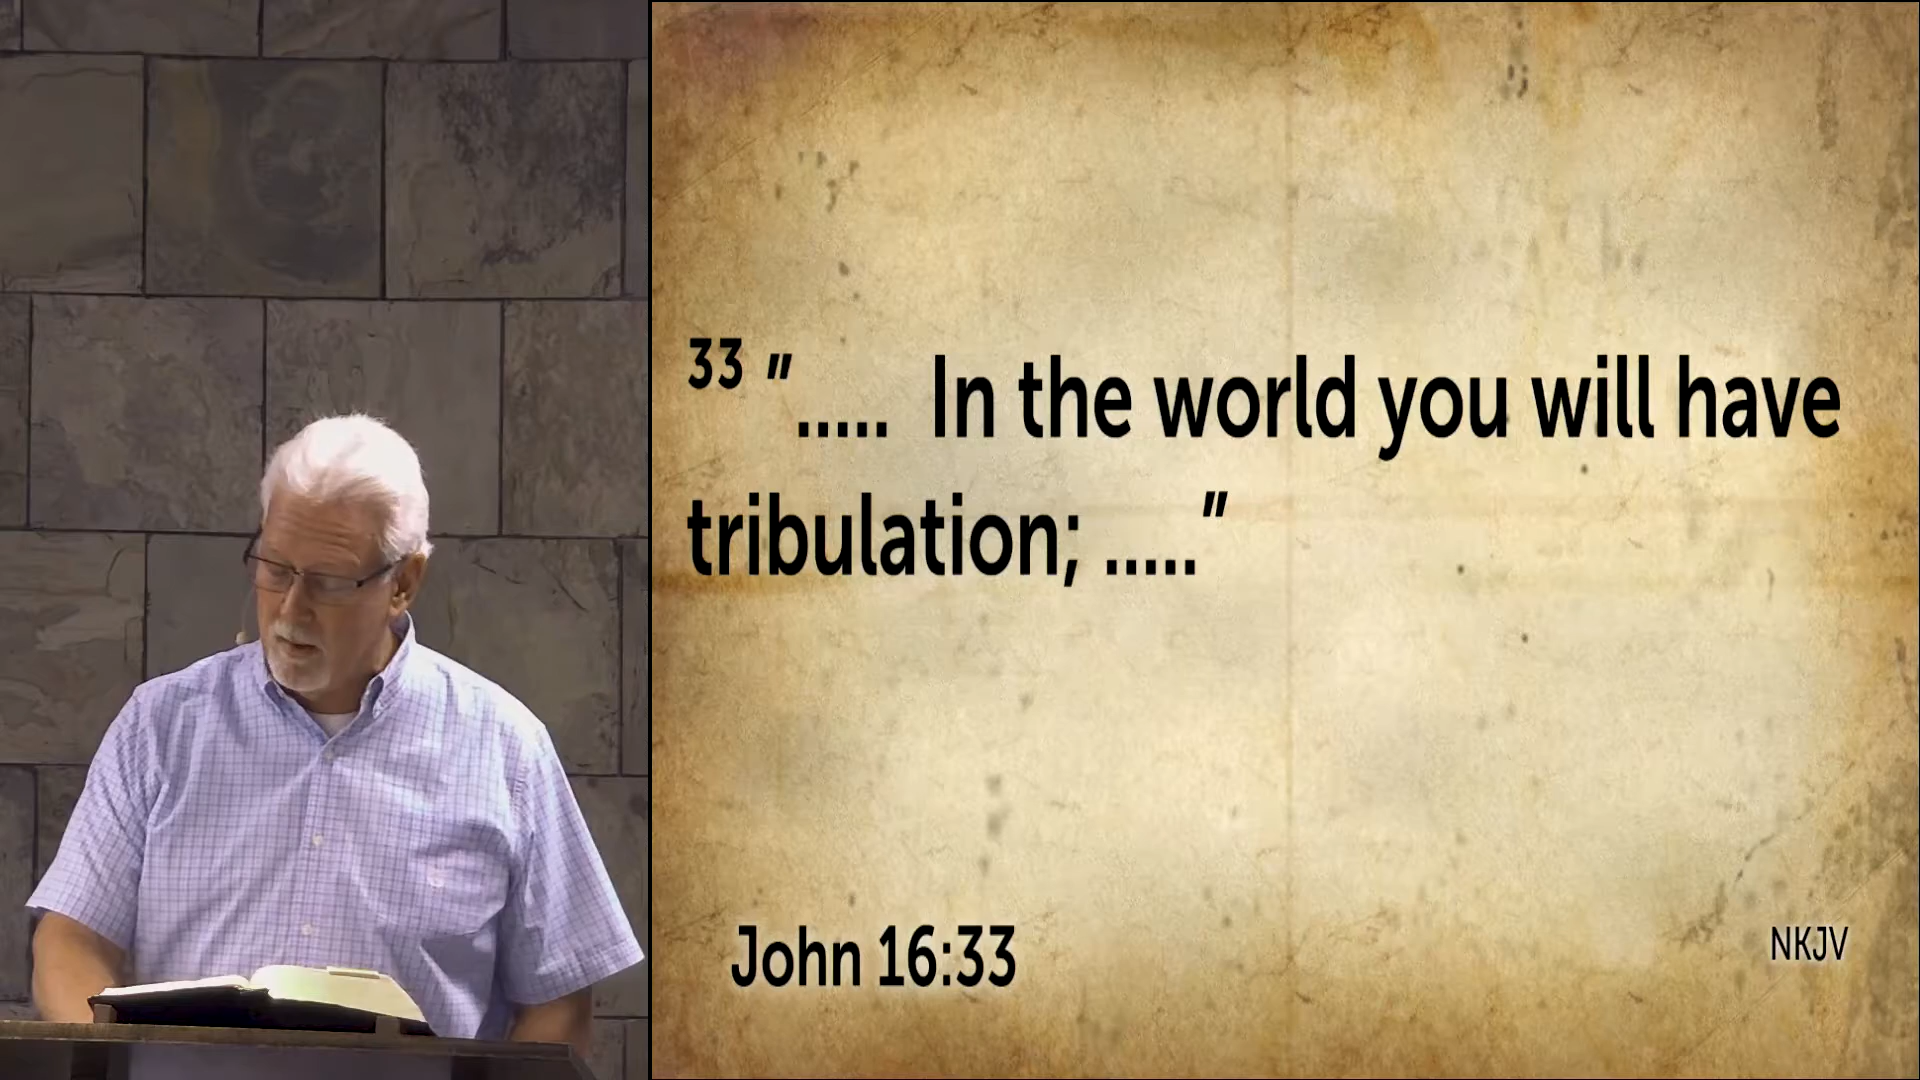 33 "..... In the world you will have
tribulation; ....."
John 16:33
NKJV